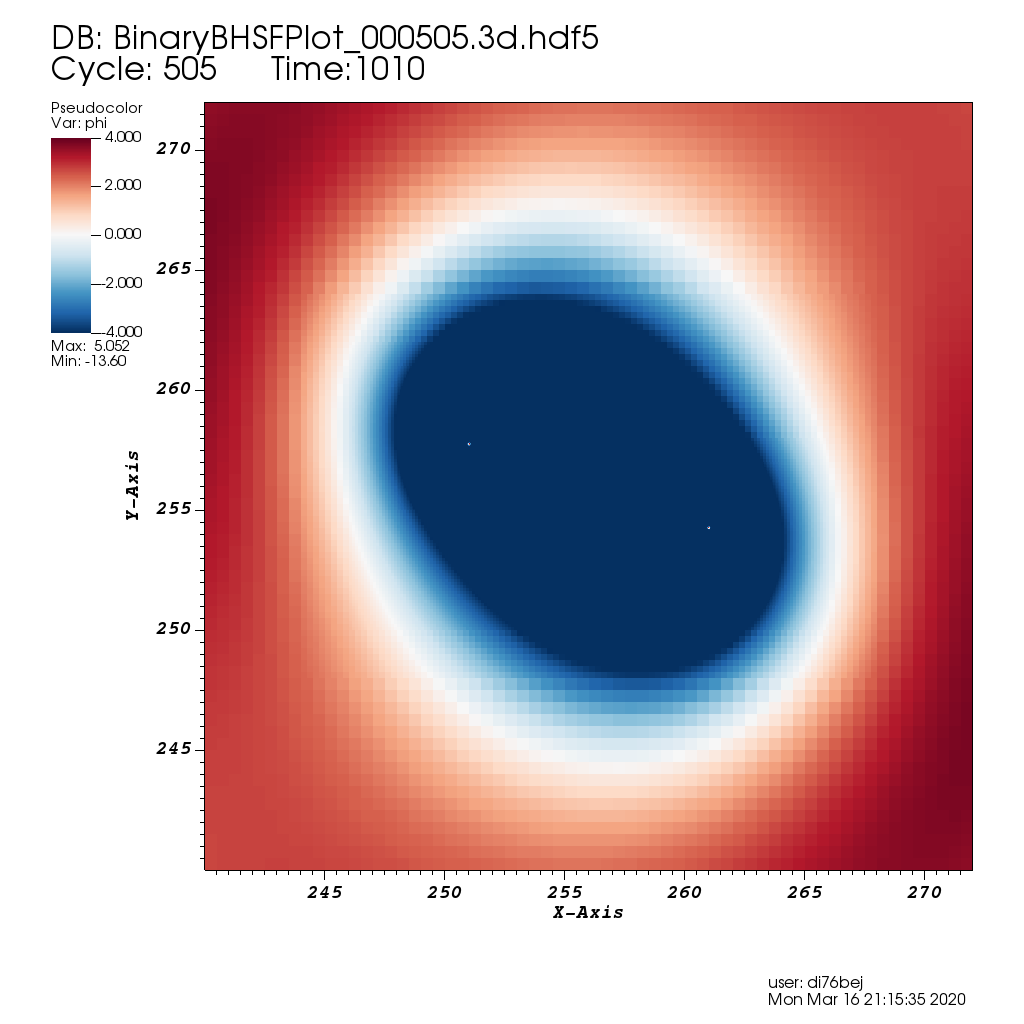 DB: BinaryBHSFPlot_000505.3d.hdf5
Cycle: 505 Time:1010
Pseudocolor
Var: phi
4.000
2.000
0.000
-2.000
-4.000
Max: 5.052
Min: -13.60
270
265
260
255
250
245
Y-Axis
245 250 255 260 265 270
X-Axis
user: di76bej
Mon Mar 16 21:15:35 2020